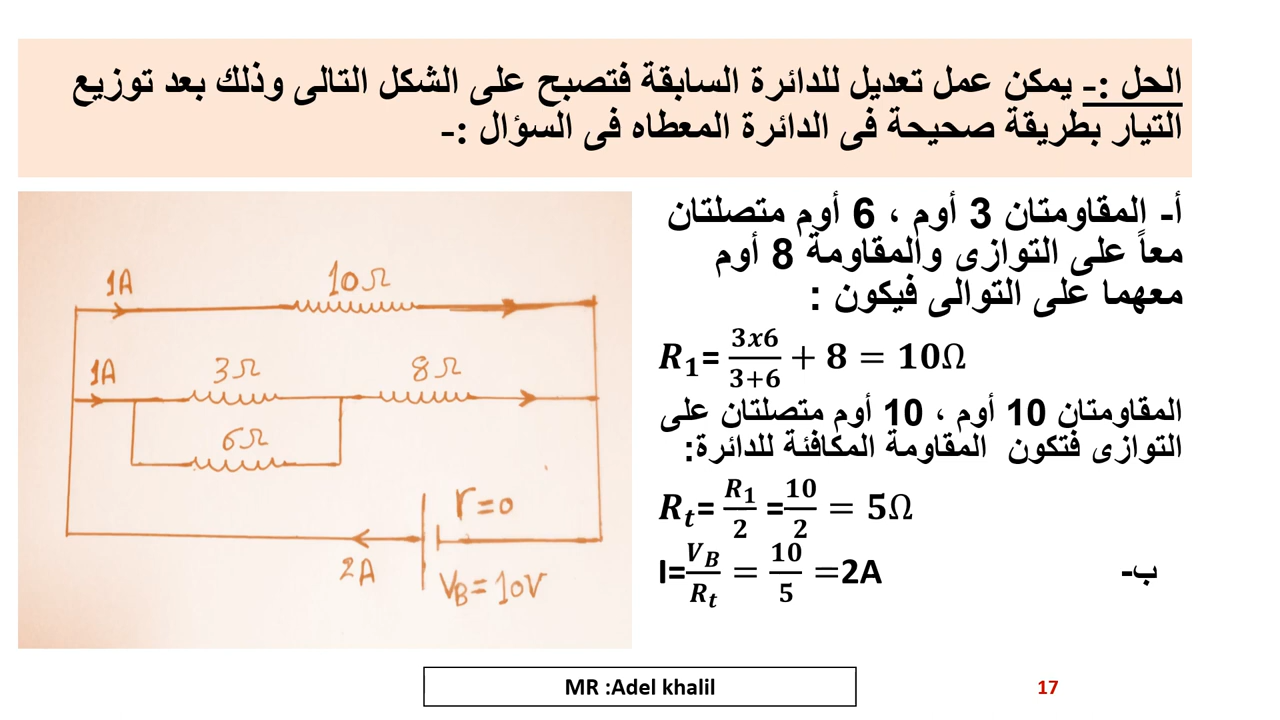 الحل :- يمكن عمل تعديل للدائرة السابقة فتصبح على الشكل التالى وذلك بعد توزيع
التيار بطريقة صحيحة فى الدائرة المعطاه فى السؤال :-
أ- المقاومتان 3 أوم ، 6 أوم متصلتان
معاً على التوازى والمقاومة 8 أوم
معهما على التوالى فيكون :
R₁= 3x6/3+6 + 8 = 10Ω
المقاومتان 10 أوم ، 10 أوم متصلتان على
التوازى فتكون المقاومة المكافئة للدائرة:
Rₜ= R₁/2 =10/2 = 5Ω
ب- I=V_B/Rₜ = 10/5 =2A
1A 10Ω
1A 3Ω 8Ω
6Ω
r=0
2A V_B=10V
MR :Adel khalil
17